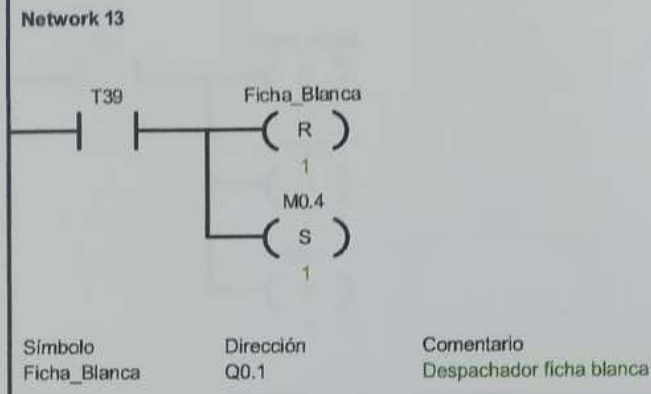 Network 13
T39
Ficha_Blanca
R
1
M0.4
S
1
Símbolo Dirección Comentario
Ficha_Blanca Q0.1 Despachador ficha blanca